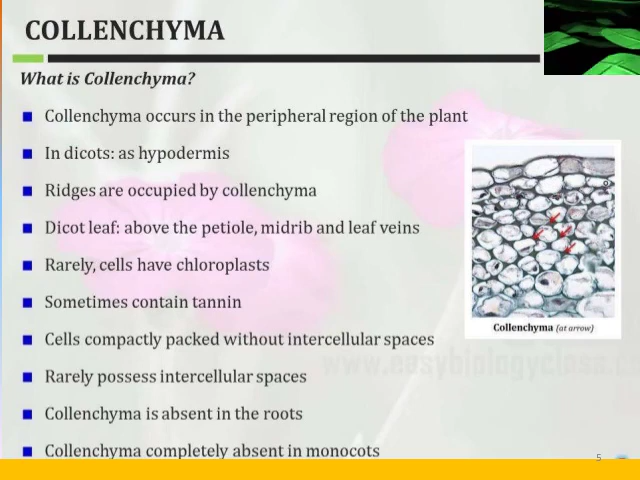 COLLENCHYMA
What is Collenchyma?
Collenchyma occurs in the peripheral region of the plant
In dicots: as hypodermis
Ridges are occupied by collenchyma
Dicot leaf: above the petiole, midrib and leaf veins
Rarely, cells have chloroplasts
Sometimes contain tannin
Collenchyma (at arrow)
Cells compactly packed without intercellular spaces
www.easybiologyclass.co
Rarely possess intercellular spaces
Collenchyma is absent in the roots
Collenchyma completely absent in monocots
5